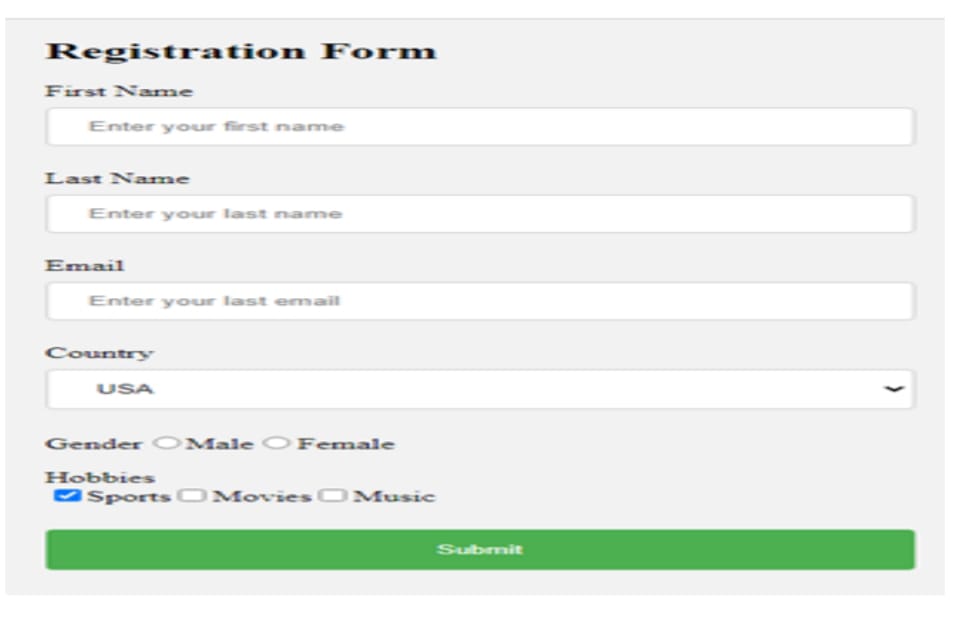 Registration Form
First Name
Enter your first name
Last Name
Enter your last name
Email
Enter your last email
Country
USA
Gender Male Female
Hobbies
Sports Movies Music
Submit